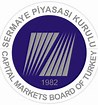 SERMAYE PİYASASI KURULU
CAPITAL MARKETS BOARD OF TURKEY
1982